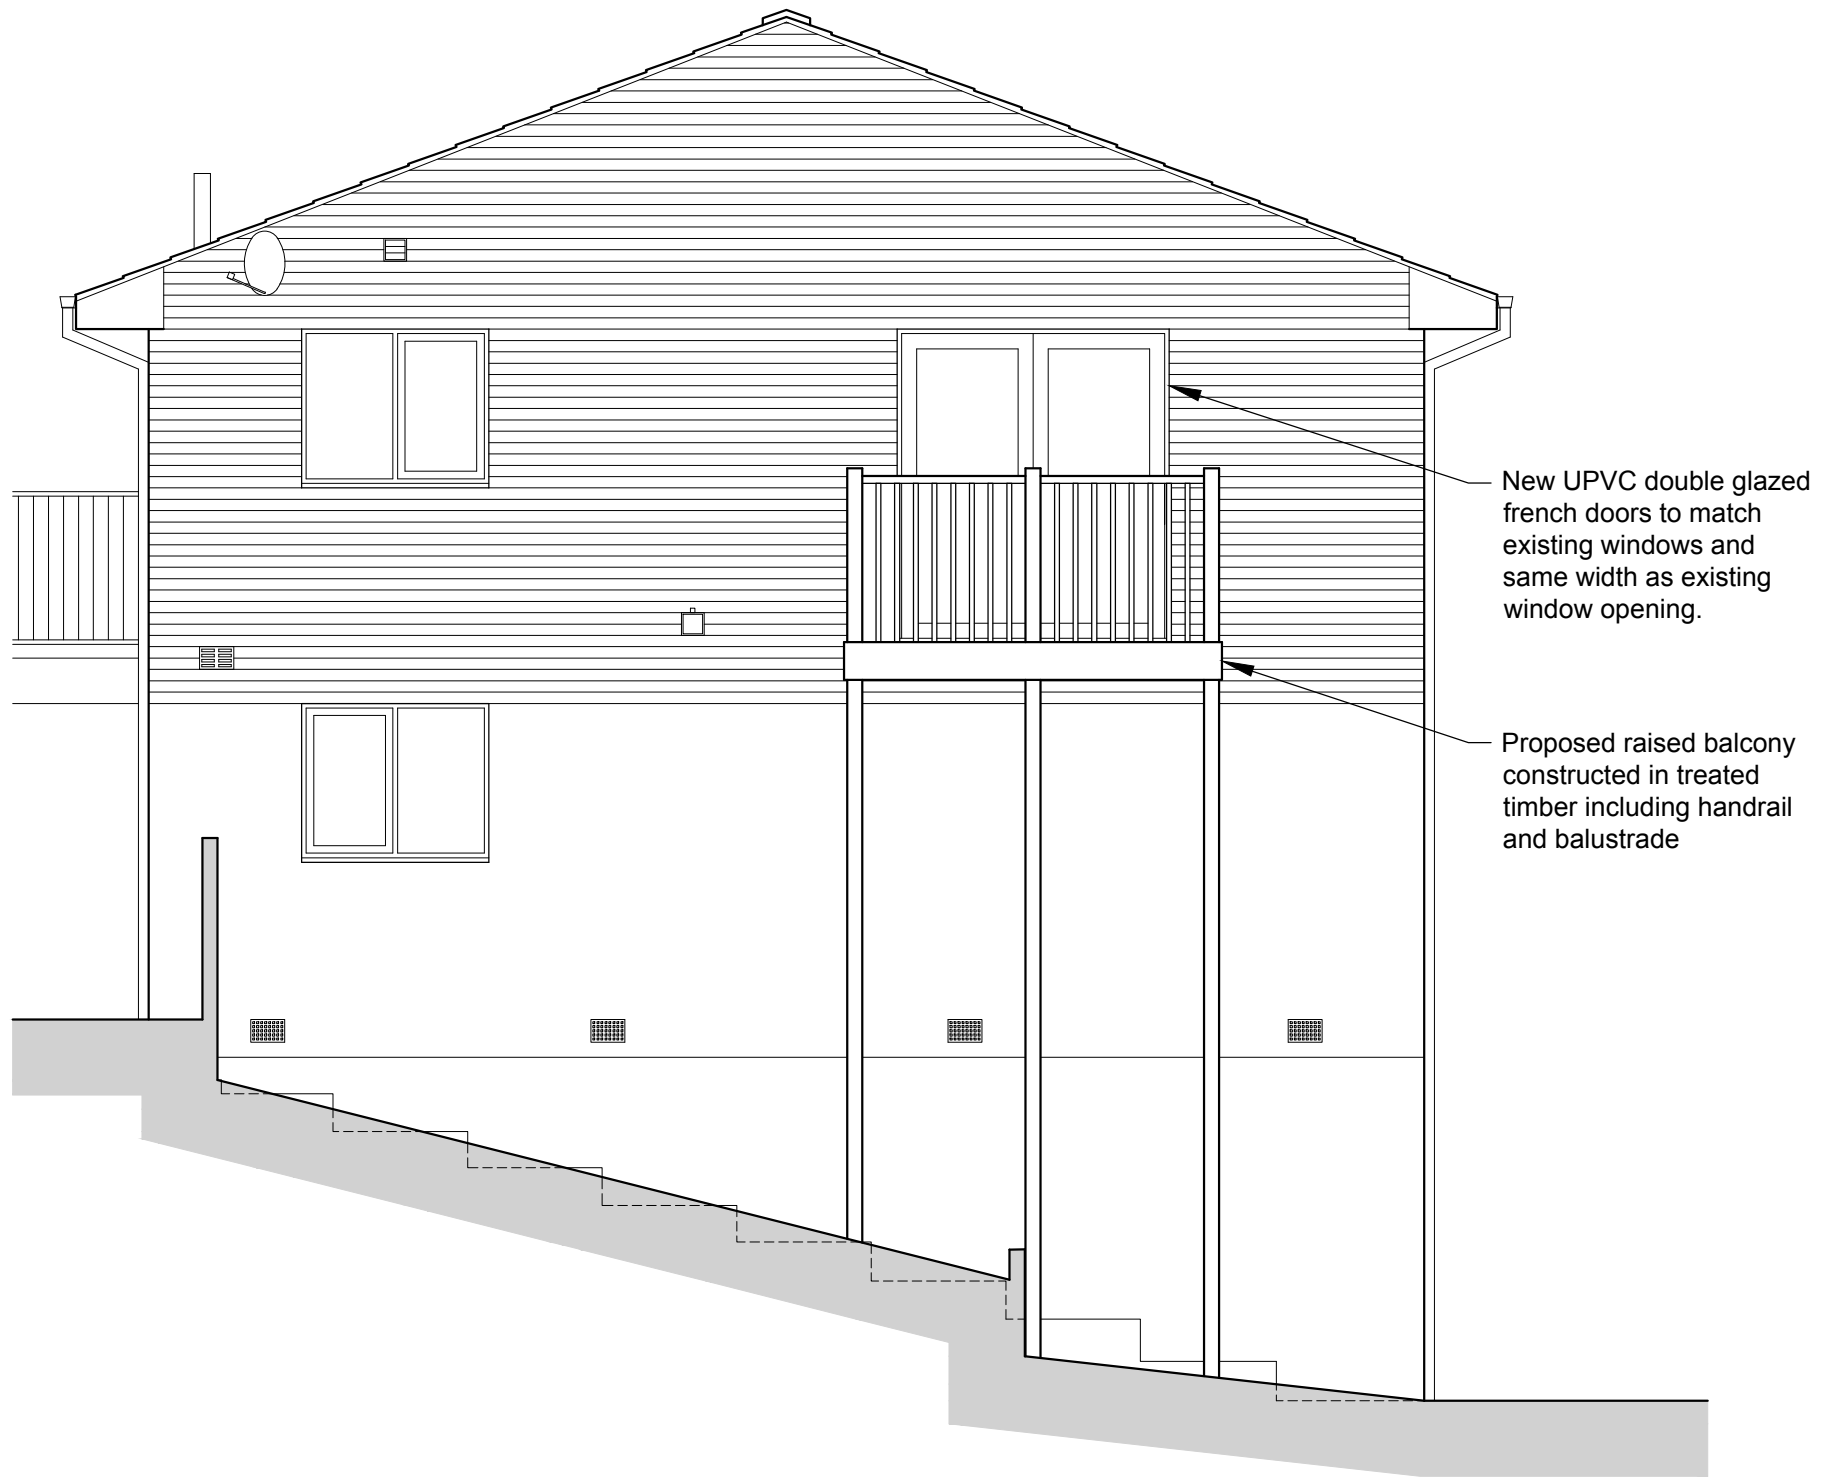 New UPVC double glazed
french doors to match
existing windows and
same width as existing
window opening.
Proposed raised balcony
constructed in treated
timber including handrail
and balustrade